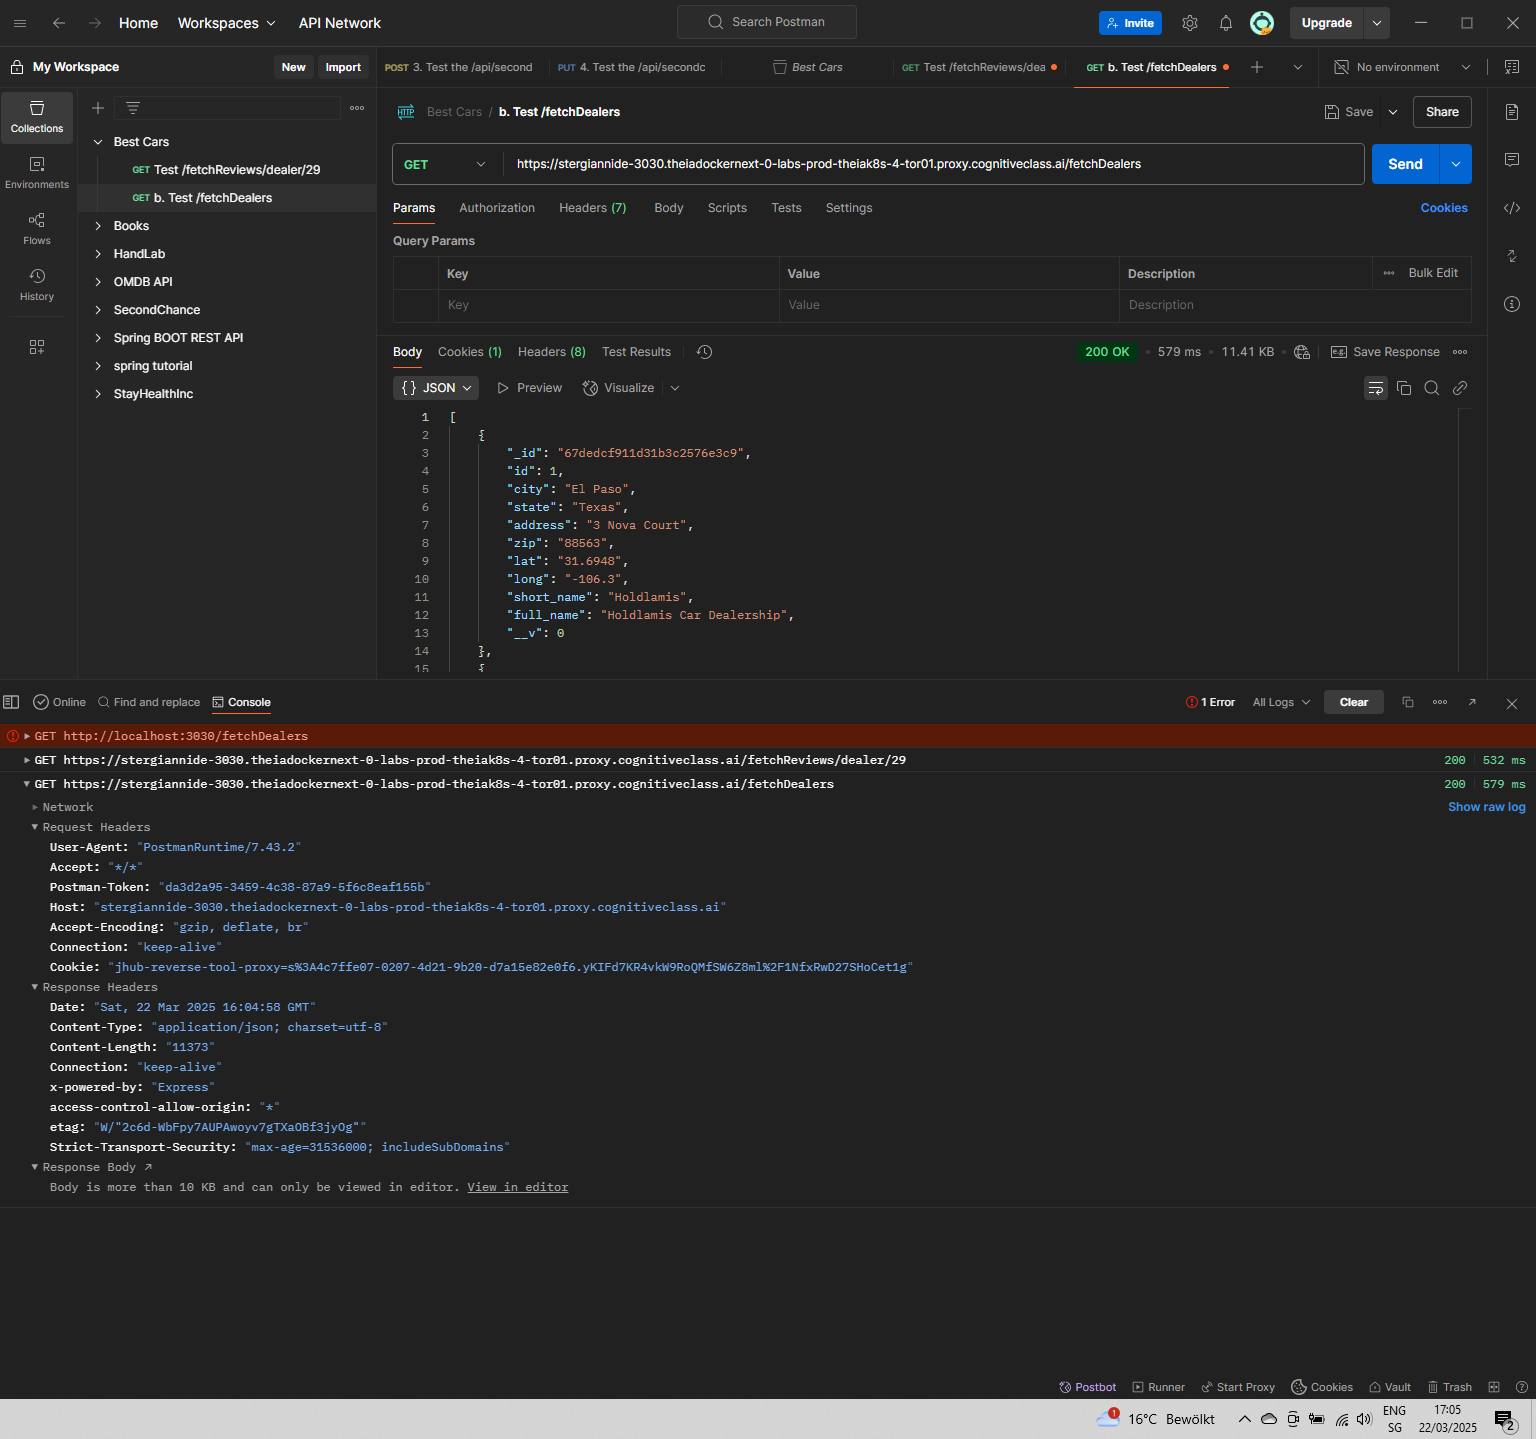 Home Workspaces API Network Search Postman Invite Upgrade
My Workspace New Import POST 3. Test the /api/second PUT 4. Test the /api/secondc Best Cars GET Test /fetchReviews/dea GET b. Test /fetchDealers No environment
Collections
Environments
Flows
History
Best Cars
GET Test /fetchReviews/dealer/29
GET b. Test /fetchDealers
Books
HandLab
OMDB API
SecondChance
Spring BOOT REST API
spring tutorial
StayHealthInc
HTTP Best Cars / b. Test /fetchDealers Save Share
GET https://stergiannide-3030.theiadockernext-0-labs-prod-theiak8s-4-tor01.proxy.cognitiveclass.ai/fetchDealers Send
Params Authorization Headers (7) Body Scripts Tests Settings Cookies
Query Params
Key Value Description Bulk Edit
Key Value Description
Body Cookies (1) Headers (8) Test Results 200 OK 579 ms 11.41 KB e.g. Save Response
{} JSON Preview Visualize
1 [
2 {
3 "_id": "67dedcf911d31b3c2576e3c9",
4 "id": 1,
5 "city": "El Paso",
6 "state": "Texas",
7 "address": "3 Nova Court",
8 "zip": "88563",
9 "lat": "31.6948",
10 "long": "-106.3",
11 "short_name": "Holdlamis",
12 "full_name": "Holdlamis Car Dealership",
13 "__v": 0
14 },
15 {
Online Find and replace Console 1 Error All Logs Clear
GET http://localhost:3030/fetchDealers
GET https://stergiannide-3030.theiadockernext-0-labs-prod-theiak8s-4-tor01.proxy.cognitiveclass.ai/fetchReviews/dealer/29 200 532 ms
GET https://stergiannide-3030.theiadockernext-0-labs-prod-theiak8s-4-tor01.proxy.cognitiveclass.ai/fetchDealers 200 579 ms
Network Show raw log
Request Headers
User-Agent: "PostmanRuntime/7.43.2"
Accept: "*/*"
Postman-Token: "da3d2a95-3459-4c38-87a9-5f6c8eaf155b"
Host: "stergiannide-3030.theiadockernext-0-labs-prod-theiak8s-4-tor01.proxy.cognitiveclass.ai"
Accept-Encoding: "gzip, deflate, br"
Connection: "keep-alive"
Cookie: "jhub-reverse-tool-proxy=s%3A4c7ffe07-0207-4d21-9b20-d7a15e82e0f6.yKIFd7KR4vkW9RoQMfSW6Z8ml%2F1NfxRwD27SHoCet1g"
Response Headers
Date: "Sat, 22 Mar 2025 16:04:58 GMT"
Content-Type: "application/json; charset=utf-8"
Content-Length: "11373"
Connection: "keep-alive"
x-powered-by: "Express"
access-control-allow-origin: "*"
etag: "W/"2c6d-WbFpy7AUPAwoyv7gTXaOBf3jyOg""
Strict-Transport-Security: "max-age=31536000; includeSubDomains"
Response Body
Body is more than 10 KB and can only be viewed in editor. View in editor
Postbot Runner Start Proxy Cookies Vault Trash
1 16°C Bewölkt ENG SG 17:05 22/03/2025 2